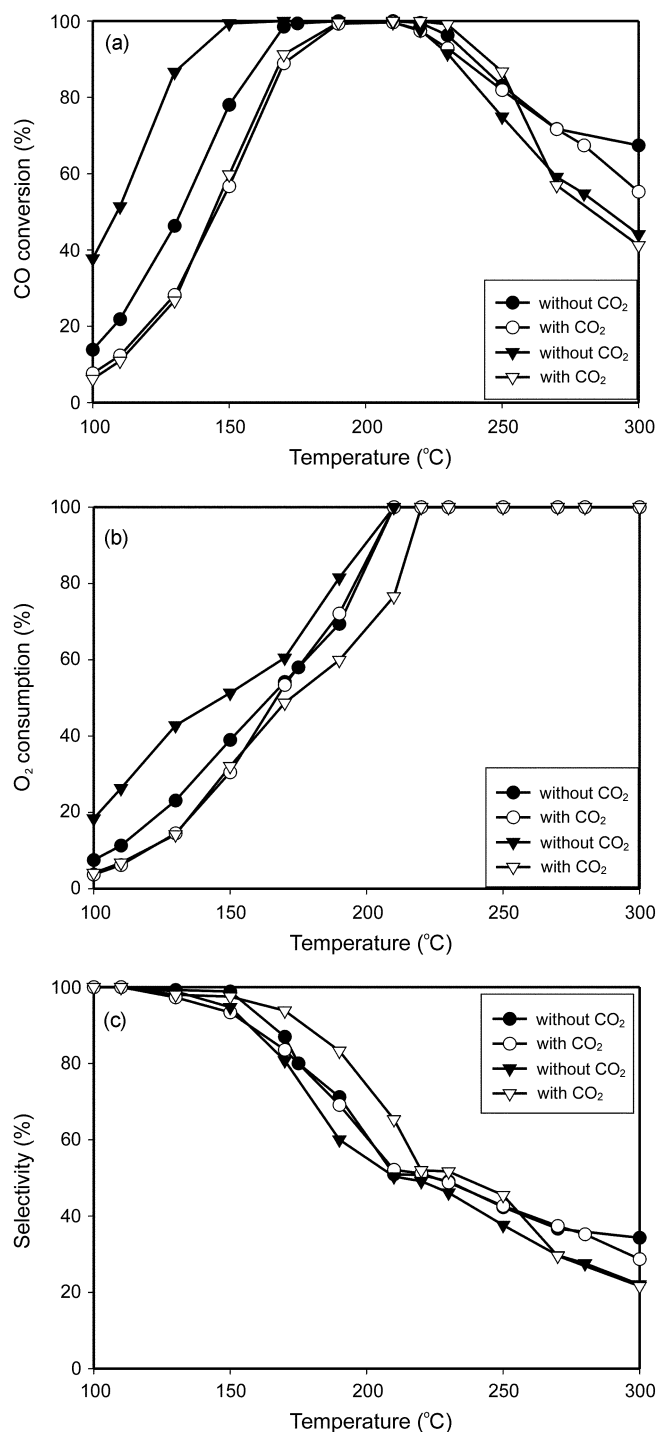 100
(a)
80
60
40
20
0
CO conversion (%)
without CO₂
with CO₂
without CO₂
with CO₂
100 150 200 250 300
Temperature (°C)
100
(b)
80
60
40
20
0
O₂ consumption (%)
without CO₂
with CO₂
without CO₂
with CO₂
100 150 200 250 300
Temperature (°C)
100
(c)
80
60
40
20
0
Selectivity (%)
without CO₂
with CO₂
without CO₂
with CO₂
100 150 200 250 300
Temperature (°C)